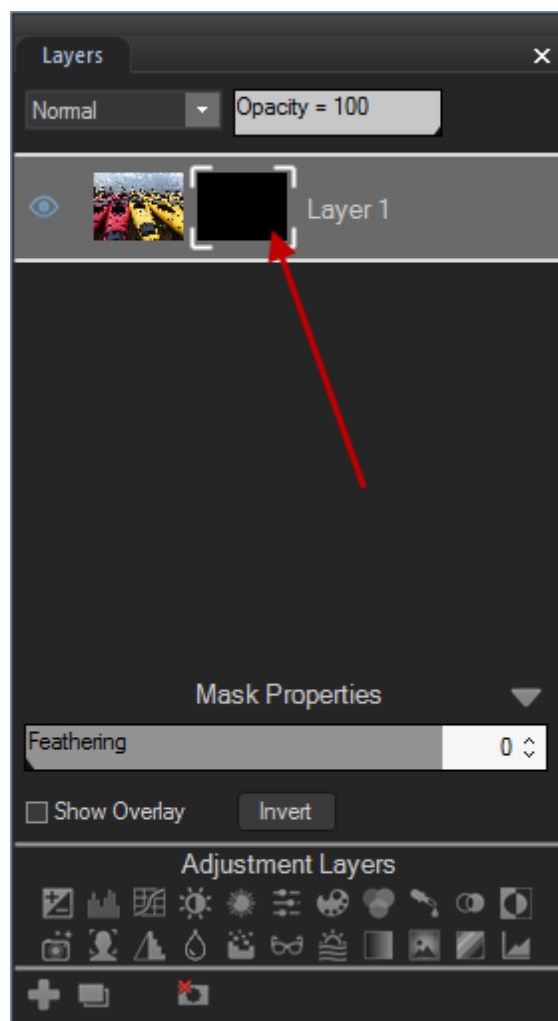 Layers
Normal
Opacity = 100
Layer 1
Mask Properties
Feathering 0
Show Overlay Invert
Adjustment Layers